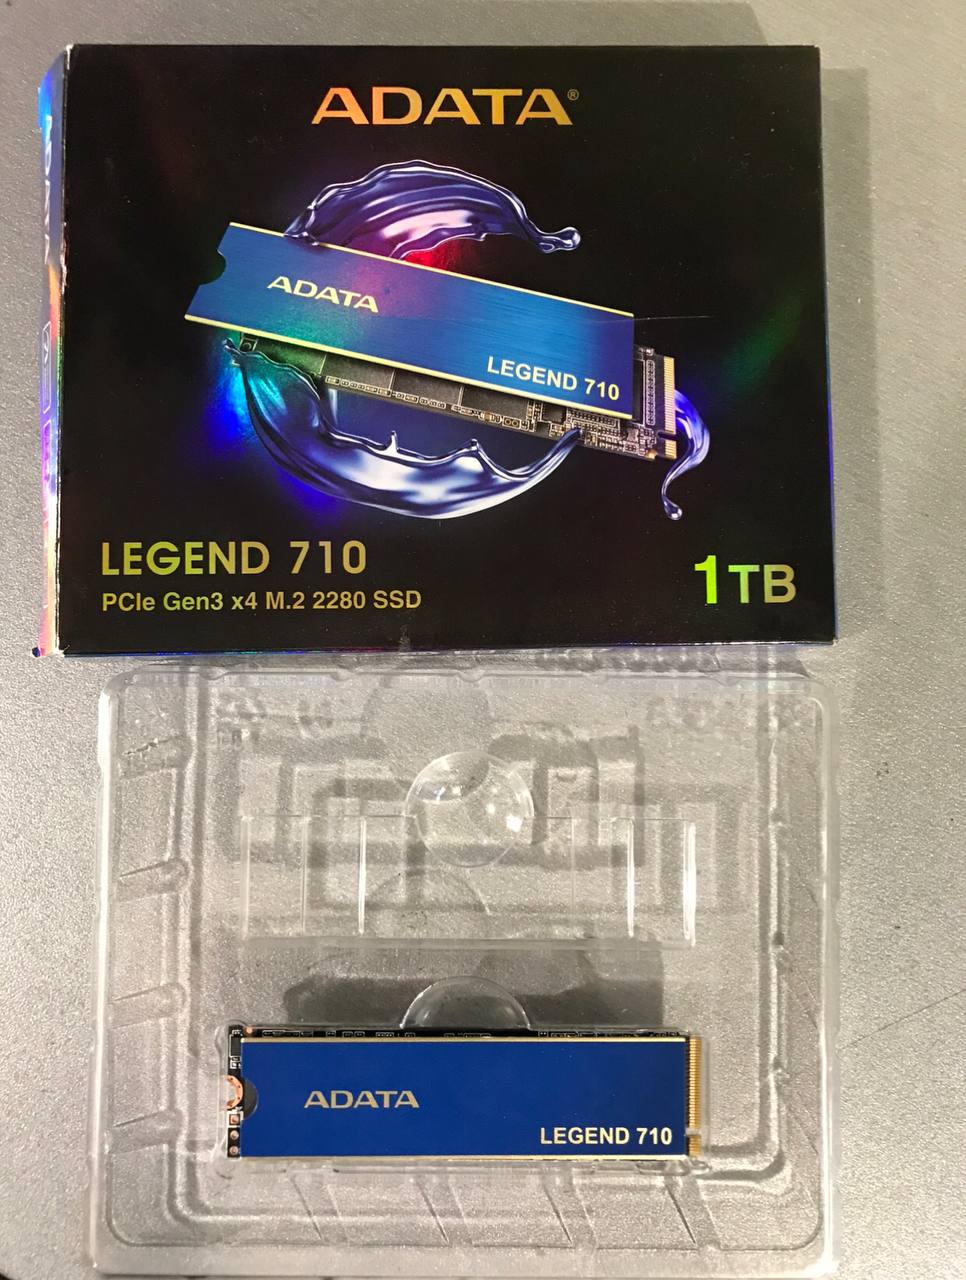 ADATA®
ADATA
LEGEND 710
LEGEND 710
PCIe Gen3 x4 M.2 2280 SSD
1TB
ADATA
LEGEND 710